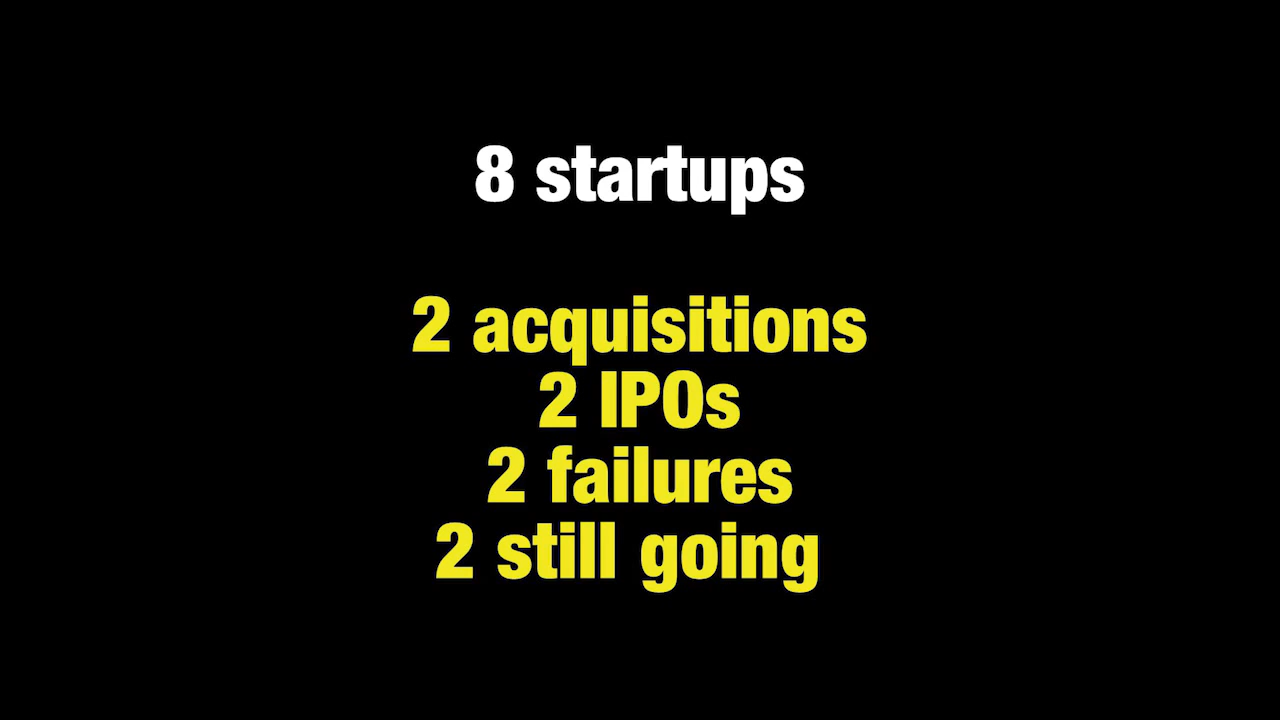 8 startups
2 acquisitions
2 IPOs
2 failures
2 still going